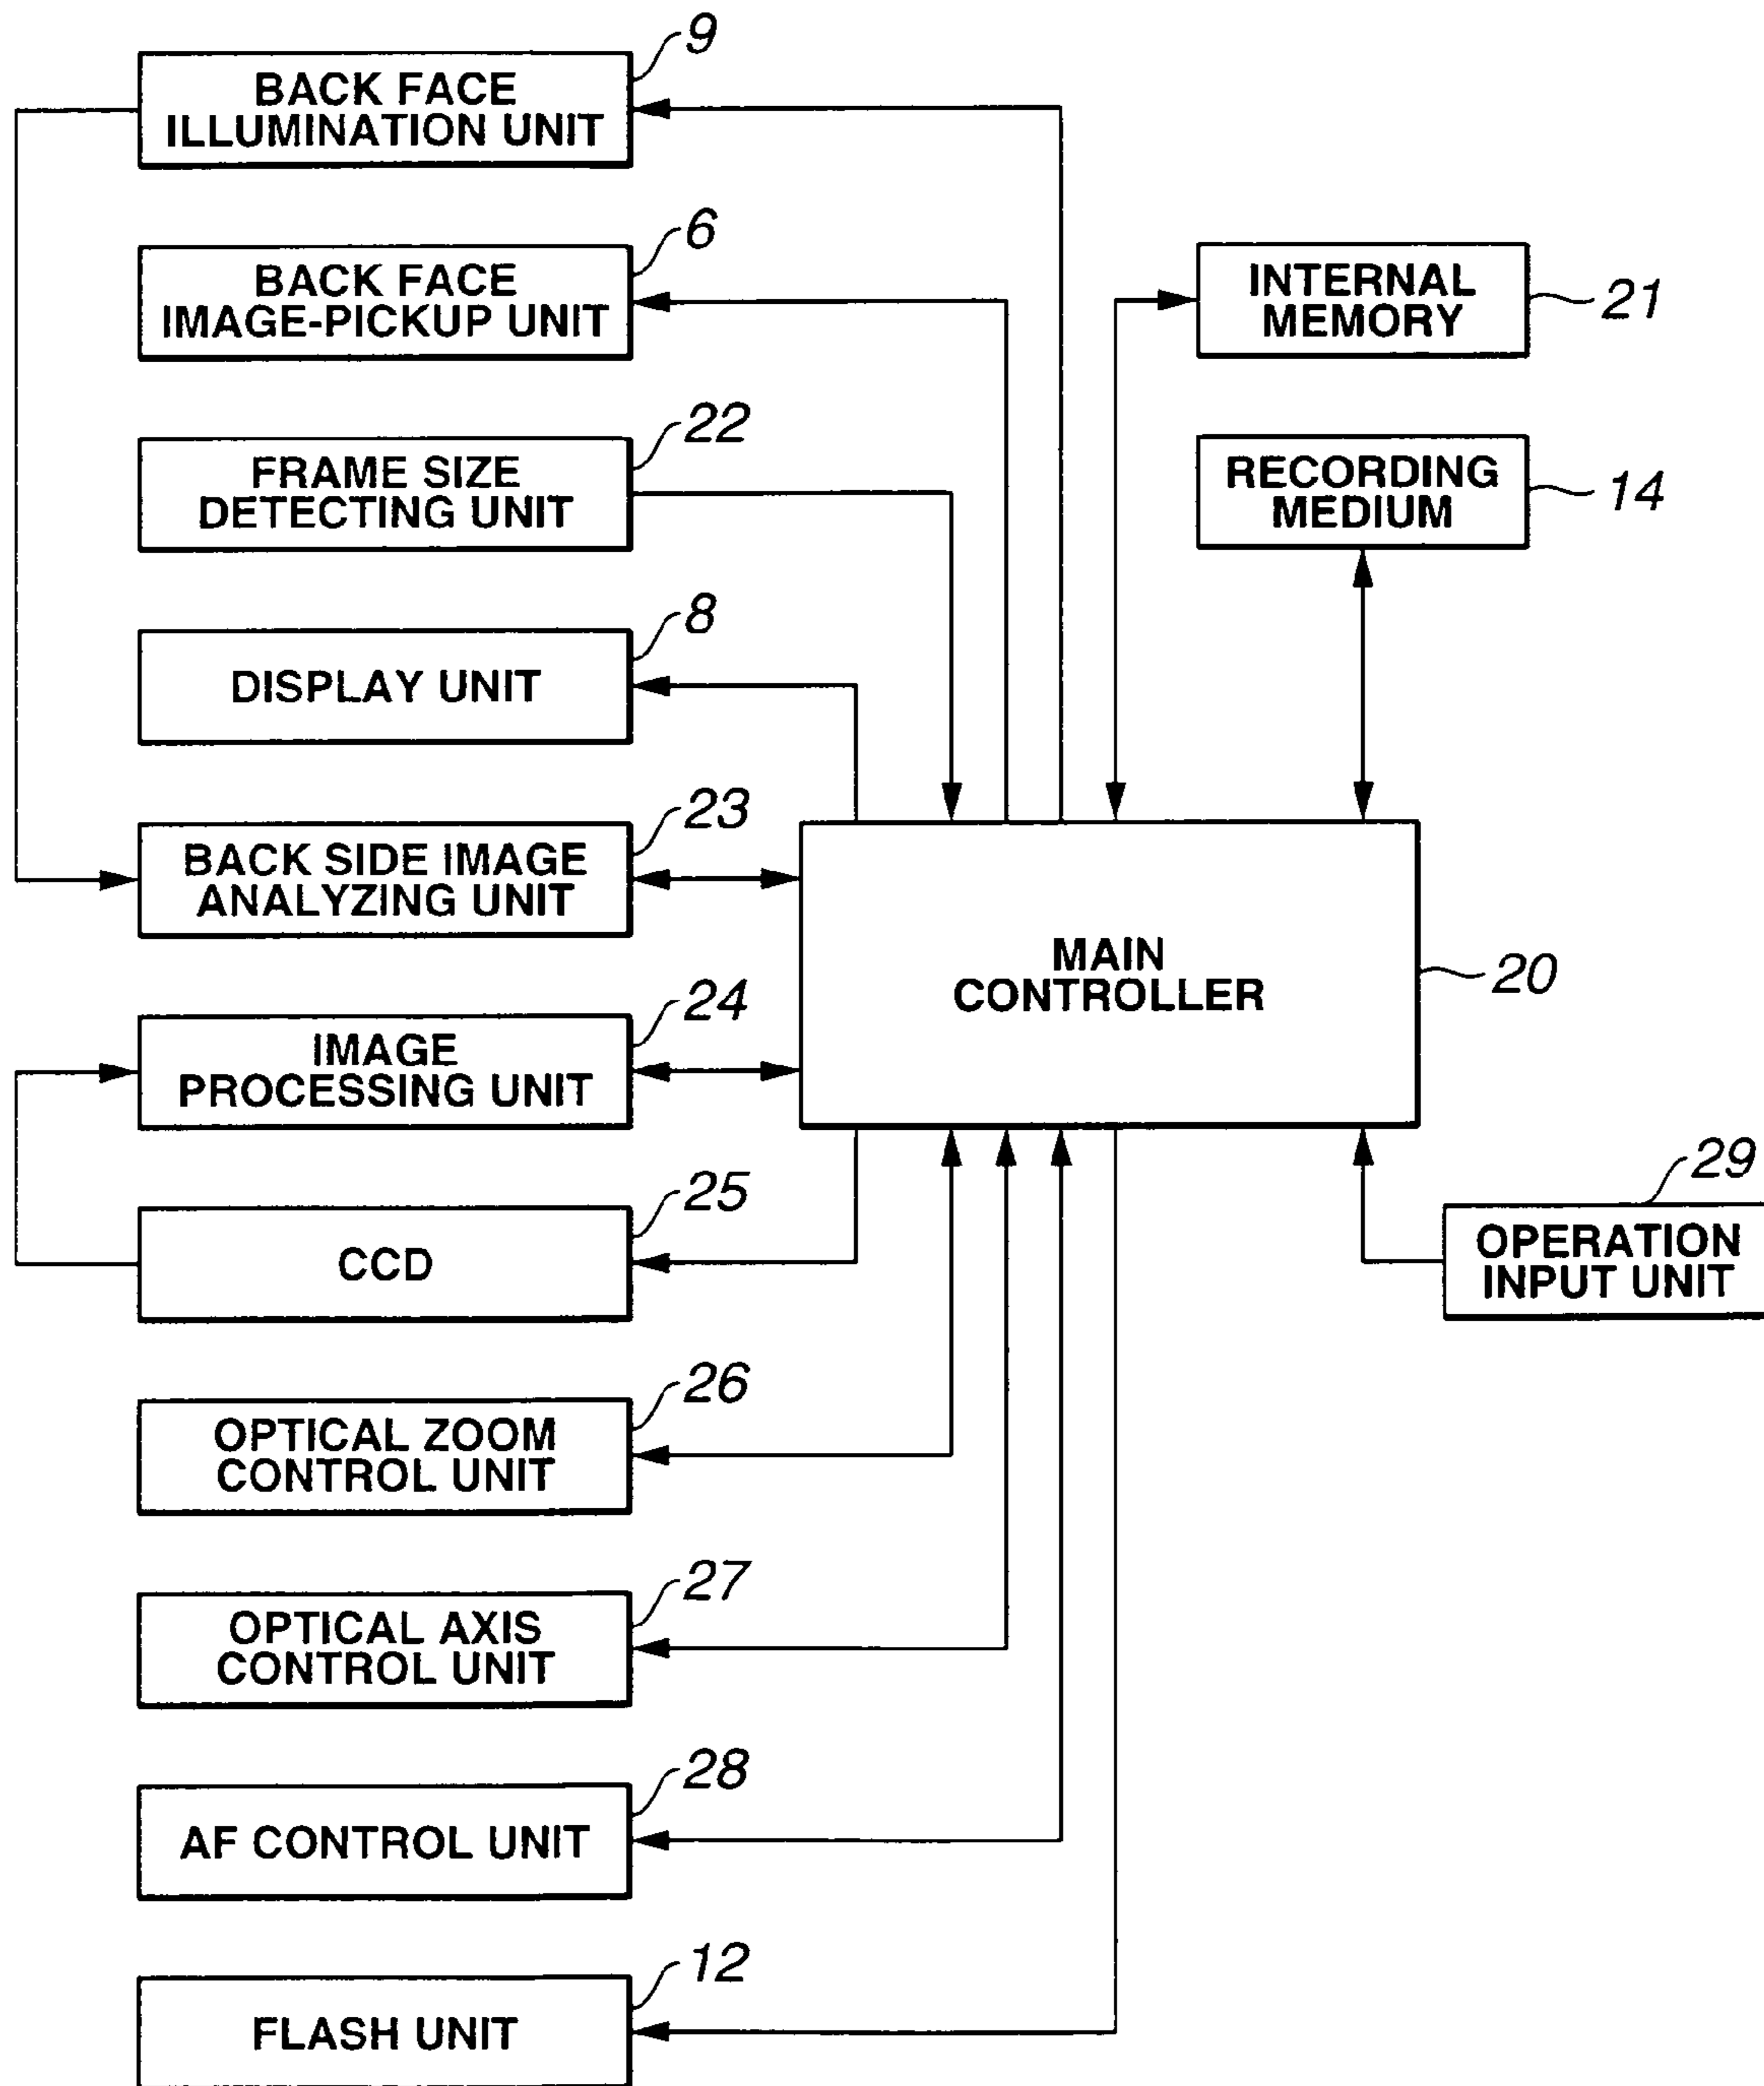 9
BACK FACE
ILLUMINATION UNIT
6
BACK FACE
IMAGE-PICKUP UNIT
INTERNAL
MEMORY
21
22
FRAME SIZE
DETECTING UNIT
RECORDING
MEDIUM
14
8
DISPLAY UNIT
23
BACK SIDE IMAGE
ANALYZING UNIT
MAIN
CONTROLLER
20
24
IMAGE
PROCESSING UNIT
25
CCD
29
OPERATION
INPUT UNIT
26
OPTICAL ZOOM
CONTROL UNIT
27
OPTICAL AXIS
CONTROL UNIT
28
AF CONTROL UNIT
12
FLASH UNIT